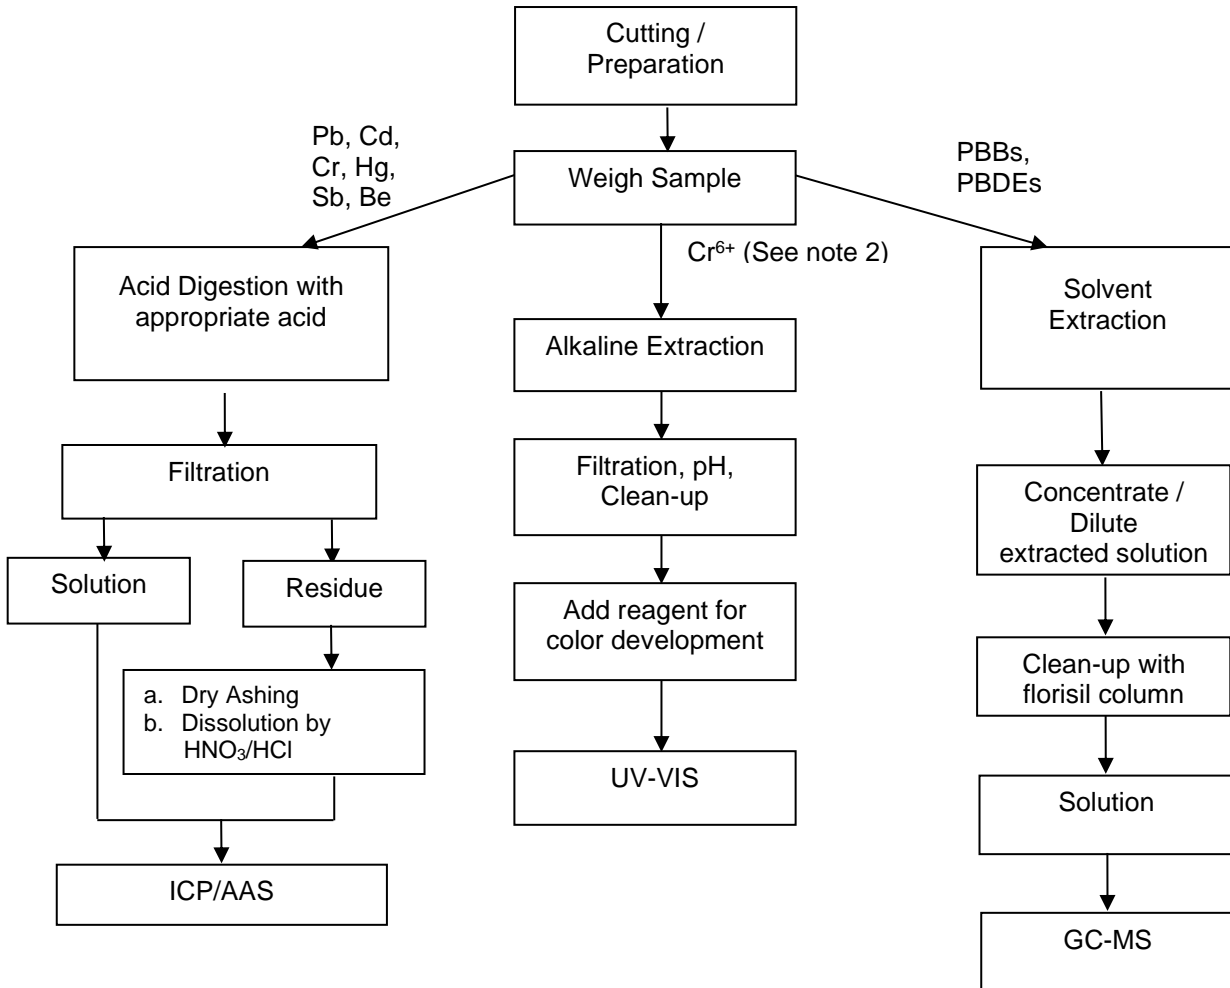 Cutting /
Preparation
Pb, Cd,
Cr, Hg,
Sb, Be
Weigh Sample
PBBs,
PBDEs
Cr⁶⁺ (See note 2)
Acid Digestion with
appropriate acid
Alkaline Extraction
Solvent
Extraction
Filtration
Filtration, pH,
Clean-up
Concentrate /
Dilute
extracted solution
Solution
Residue
Add reagent for
color development
a. Dry Ashing
b. Dissolution by
HNO₃/HCl
Clean-up with
florisil column
UV-VIS
Solution
ICP/AAS
GC-MS